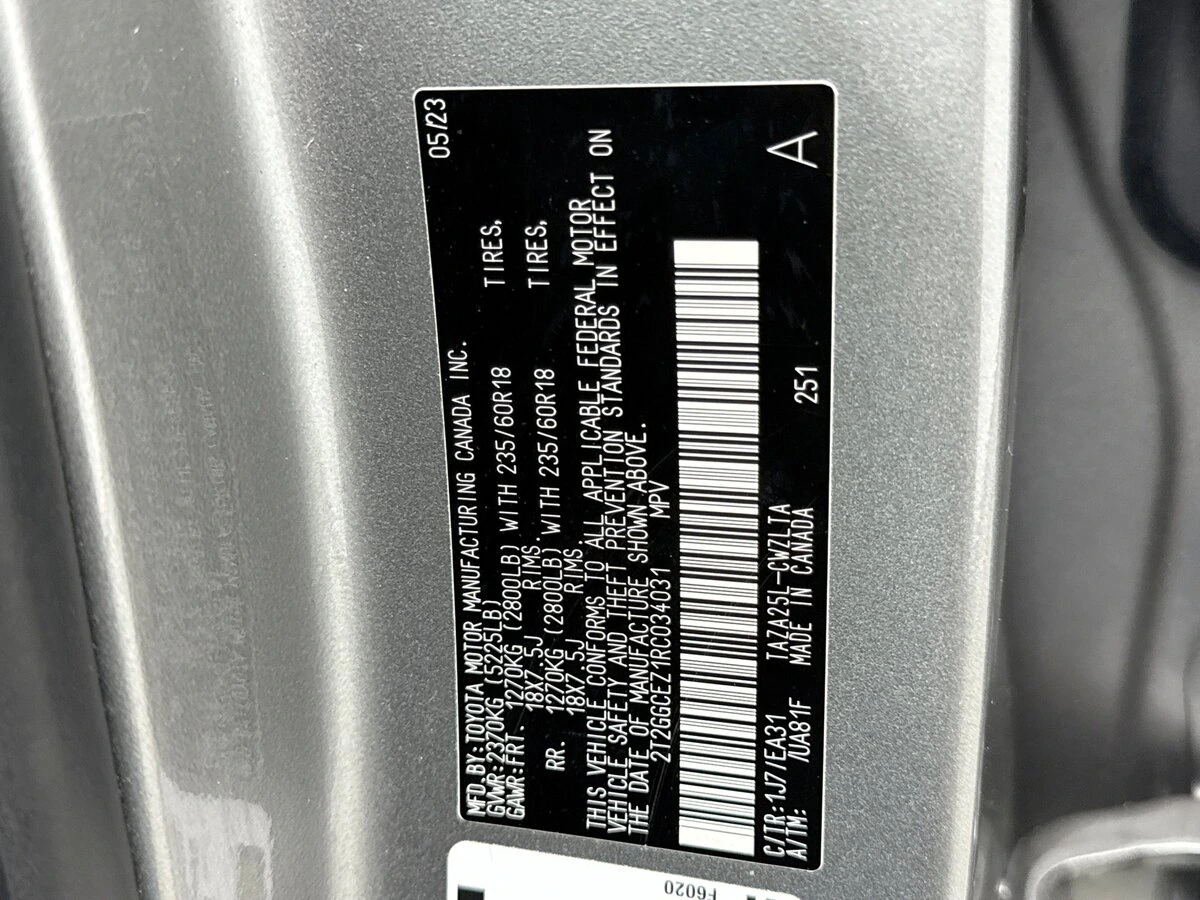 MFD.BY:TOYOTA MOTOR MANUFACTURING CANADA INC. 05/23
GVWR:2370KG (5225LB)
GAWR:FRT. 1270KG (2800LB) WITH 235/60R18 TIRES,
18X7.5J RIMS
RR. 1270KG (2800LB) WITH 235/60R18 TIRES,
18X7.5J RIMS
THIS VEHICLE CONFORMS TO ALL APPLICABLE FEDERAL MOTOR
VEHICLE SAFETY AND THEFT PREVENTION STANDARDS IN EFFECT ON
THE DATE OF MANUFACTURE SHOWN ABOVE.
2T2GGCEZ1RC034031 MPV
C/TR:1J7/EA31 TAZA25L-CWZLTA 251 A
A/TM: /UA81F MADE IN CANADA
F6020